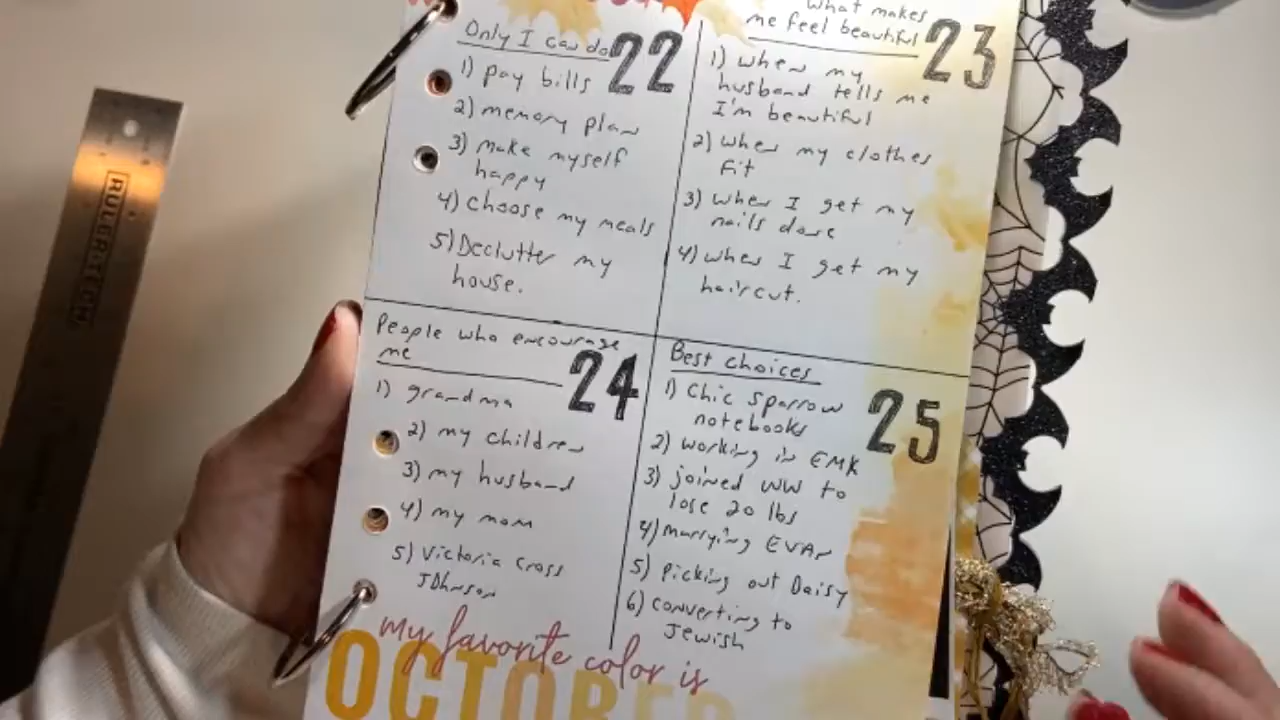 Only I can do
22
1) pay bills
2) memory plan
3) make myself
happy
4) Choose my meals
5) Declutter my
house.
What makes
me feel beautiful
23
1) when my
husband tells me
I'm beautiful
2) when my clothes
fit
3) when I get my
nails done
4) when I get my
haircut.
People who encourage
me
24
1) grandma
2) my children
3) my husband
4) my mom
5) Victoria Cross
Johnson
Best choices
25
1) Chic Sparrow
notebooks
2) working in EMK
3) joined WW to
lose 20 lbs
4) Marrying EVAN
5) Picking out Daisy
6) converting to
Jewish
my favorite color is
OCTOBER
RULER-TECH